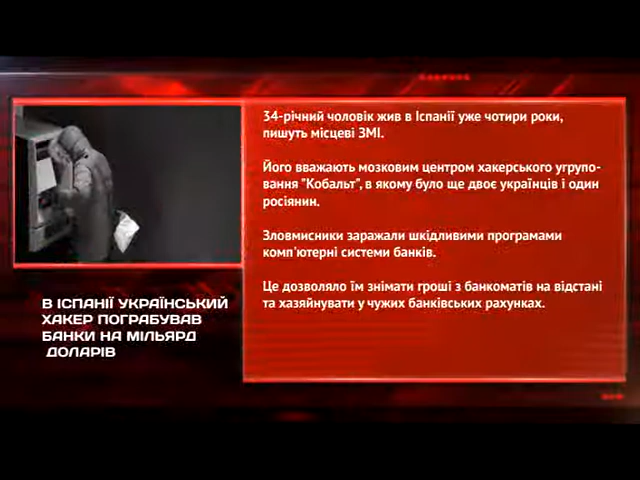 34-річний чоловік жив в Іспанії уже чотири роки,
пишуть місцеві ЗМІ.
Його вважають мозковим центром хакерського угрупо-
вання "Кобальт", в якому було ще двоє українців і один
росіянин.
Зловмисники заражали шкідливими програмами
комп'ютерні системи банків.
Це дозволяло їм знімати гроші з банкоматів на відстані
та хазяйнувати у чужих банківських рахунках.
В ІСПАНІЇ УКРАЇНСЬКИЙ
ХАКЕР ПОГРАБУВАВ
БАНКИ НА МІЛЬЯРД
ДОЛАРІВ